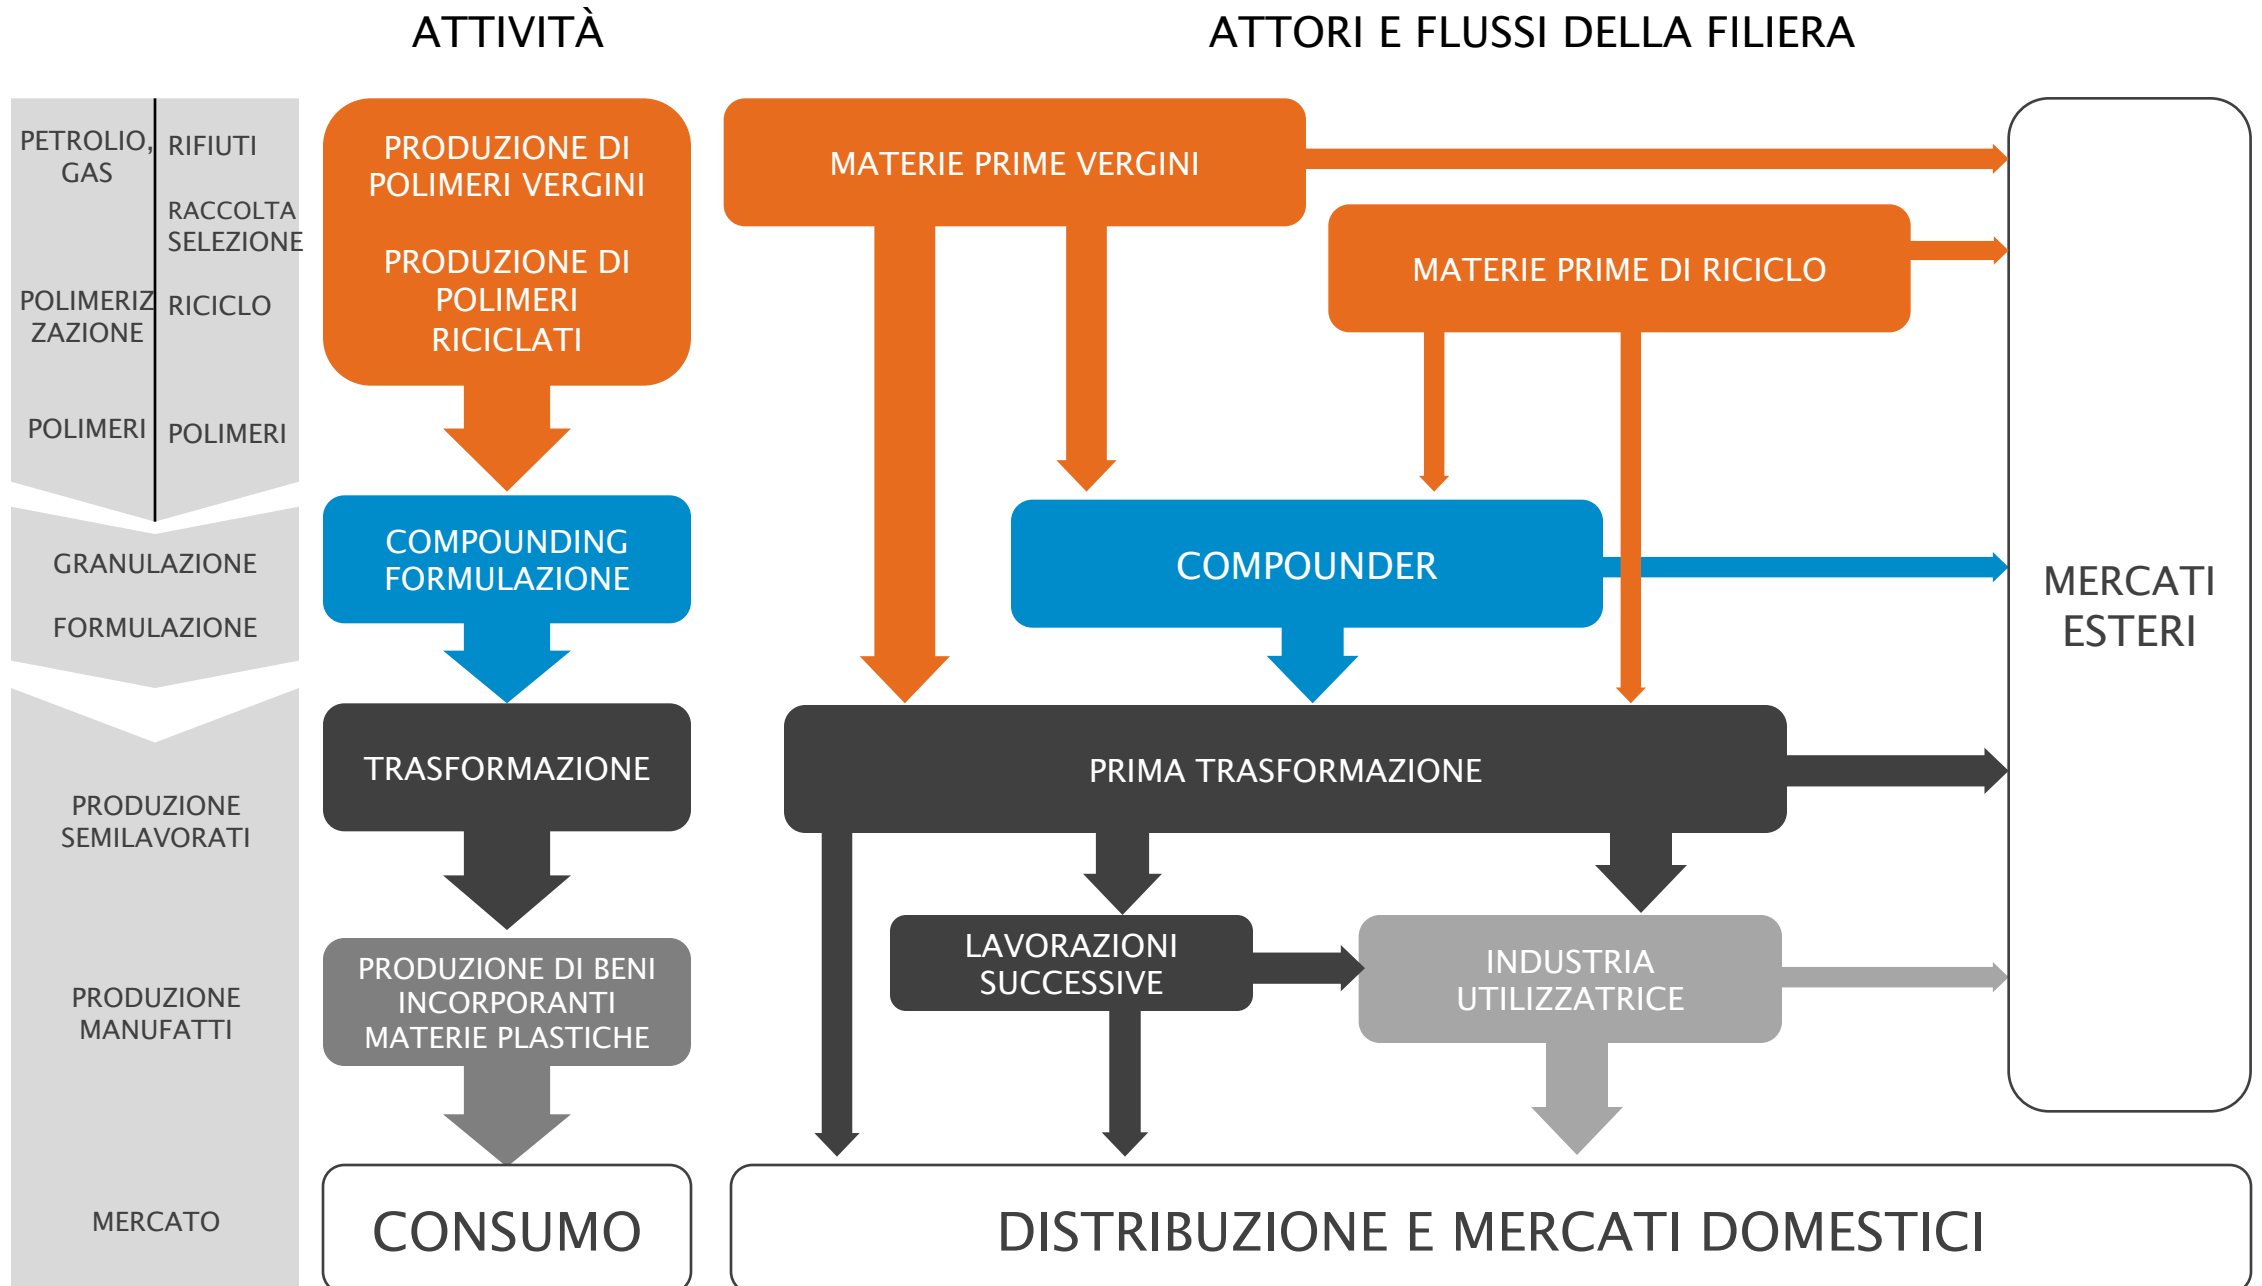 ATTIVITÀ
ATTORI E FLUSSI DELLA FILIERA
PETROLIO,
GAS
POLIMERIZ
ZAZIONE
POLIMERI
RIFIUTI
RACCOLTA
SELEZIONE
RICICLO
POLIMERI
GRANULAZIONE
FORMULAZIONE
PRODUZIONE
SEMILAVORATI
PRODUZIONE
MANUFATTI
MERCATO
PRODUZIONE DI
POLIMERI VERGINI
PRODUZIONE DI
POLIMERI
RICICLATI
COMPOUNDING
FORMULAZIONE
TRASFORMAZIONE
PRODUZIONE DI BENI
INCORPORANTI
MATERIE PLASTICHE
CONSUMO
MATERIE PRIME VERGINI
MATERIE PRIME DI RICICLO
COMPOUNDER
PRIMA TRASFORMAZIONE
LAVORAZIONI
SUCCESSIVE
INDUSTRIA
UTILIZZATRICE
MERCATI
ESTERI
DISTRIBUZIONE E MERCATI DOMESTICI